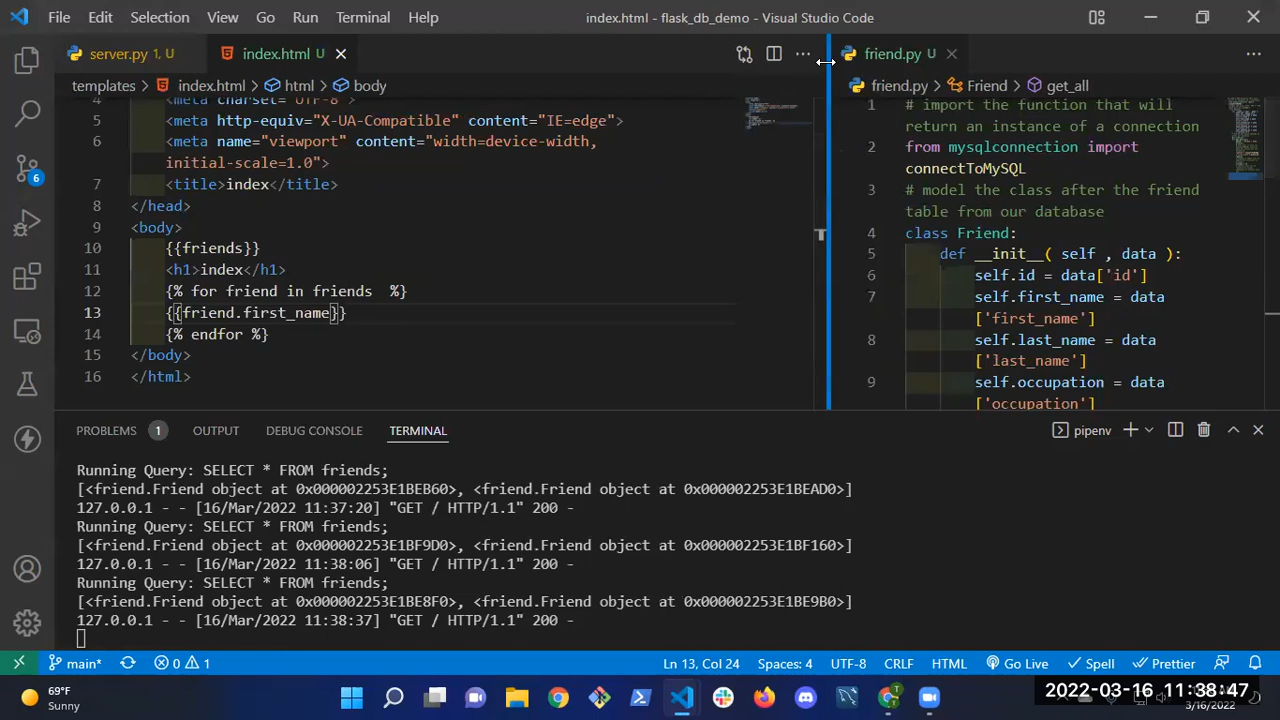 File Edit Selection View Go Run Terminal Help
index.html - flask_db_demo - Visual Studio Code
server.py 1, U
index.html U
friend.py U
templates > index.html > html > body
friend.py > Friend > get_all
4 <meta charset="UTF-8">
5 <meta http-equiv="X-UA-Compatible" content="IE=edge">
6 <meta name="viewport" content="width=device-width,
initial-scale=1.0">
7 <title>index</title>
8 </head>
9 <body>
10 {{friends}}
11 <h1>index</h1>
12 {% for friend in friends  %}
13 {{friend.first_name}}
14 {% endfor %}
15 </body>
16 </html>
1 # import the function that will
return an instance of a connection
2 from mysqlconnection import
connectToMySQL
3 # model the class after the friend
table from our database
4 class Friend:
5 def __init__( self , data ):
6 self.id = data['id']
7 self.first_name = data
['first_name']
8 self.last_name = data
['last_name']
9 self.occupation = data
['occupation']
6
PROBLEMS 1 OUTPUT DEBUG CONSOLE TERMINAL
pipenv
Running Query: SELECT * FROM friends;
[<friend.Friend object at 0x000002253E1BEB60>, <friend.Friend object at 0x000002253E1BEAD0>]
127.0.0.1 - - [16/Mar/2022 11:37:20] "GET / HTTP/1.1" 200 -
Running Query: SELECT * FROM friends;
[<friend.Friend object at 0x000002253E1BF9D0>, <friend.Friend object at 0x000002253E1BF160>]
127.0.0.1 - - [16/Mar/2022 11:38:06] "GET / HTTP/1.1" 200 -
Running Query: SELECT * FROM friends;
[<friend.Friend object at 0x000002253E1BE8F0>, <friend.Friend object at 0x000002253E1BE9B0>]
127.0.0.1 - - [16/Mar/2022 11:38:37] "GET / HTTP/1.1" 200 -
main* 0 1 Ln 13, Col 24 Spaces: 4 UTF-8 CRLF HTML Go Live Spell Prettier
69°F
Sunny
2022-03-16 11:38:47
3/16/2022